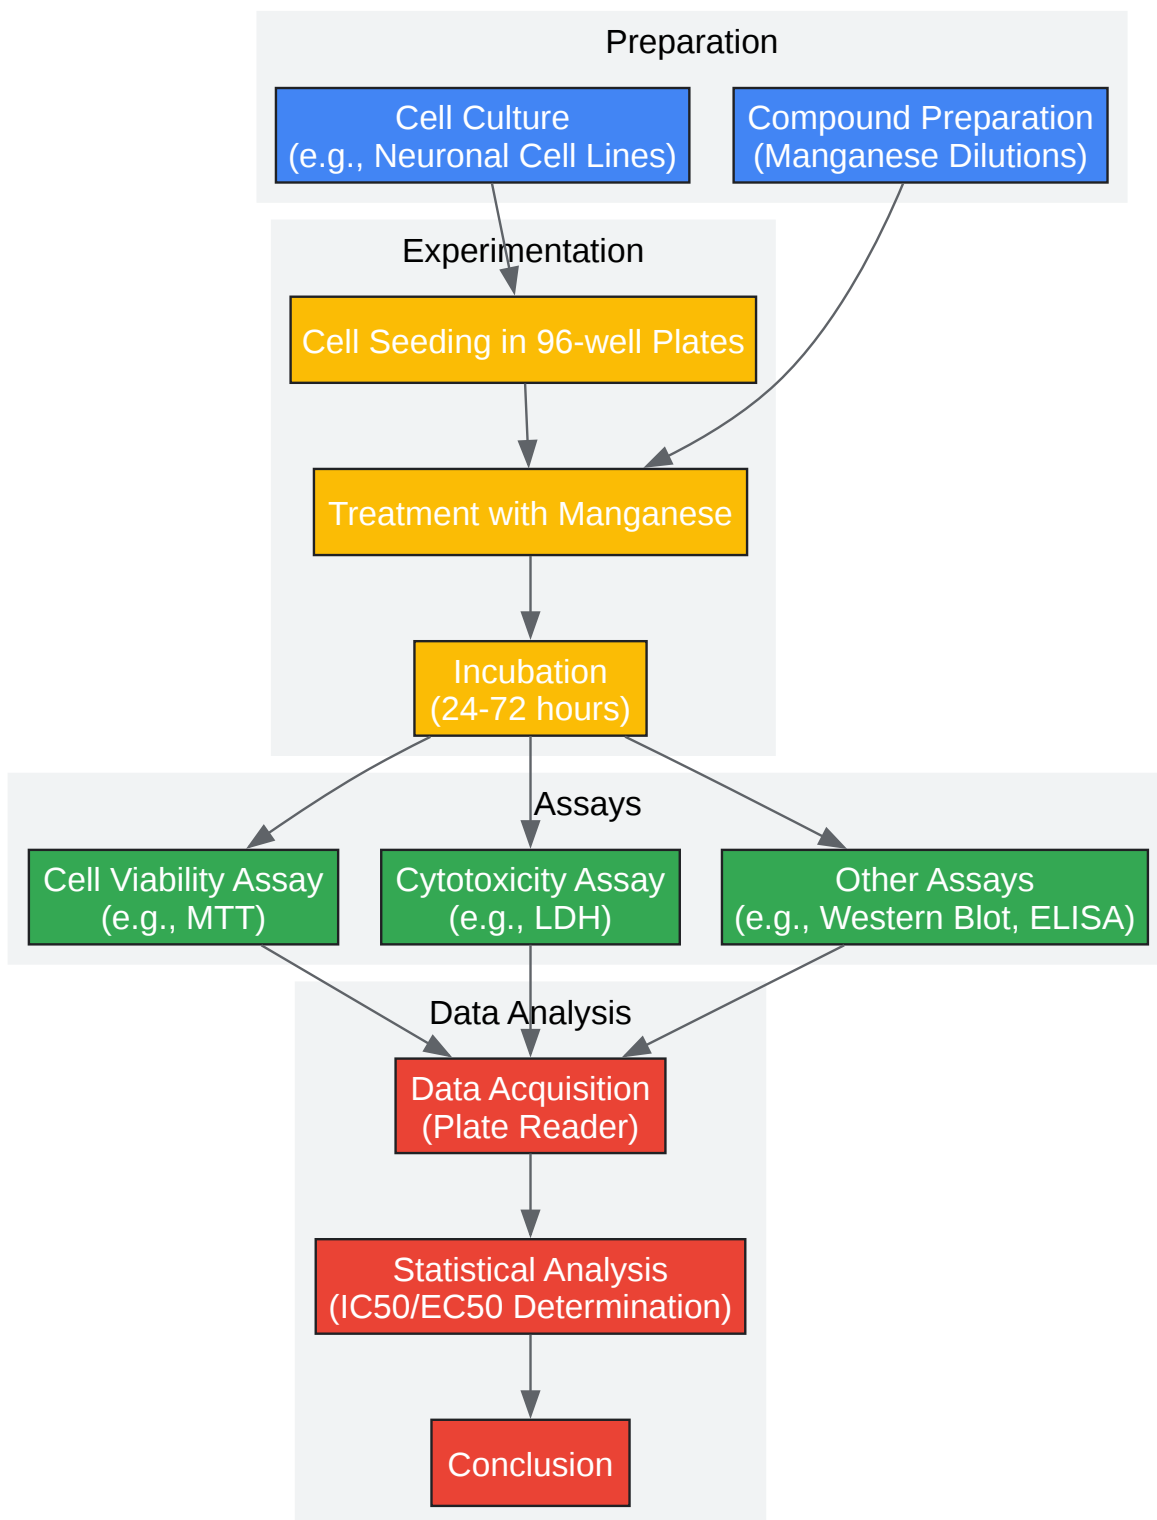 Preparation
Cell Culture
(e.g., Neuronal Cell Lines)
Compound Preparation
(Manganese Dilutions)
Experimentation
Cell Seeding in 96-well Plates
Treatment with Manganese
Incubation
(24-72 hours)
Assays
Cell Viability Assay
(e.g., MTT)
Cytotoxicity Assay
(e.g., LDH)
Other Assays
(e.g., Western Blot, ELISA)
Data Analysis
Data Acquisition
(Plate Reader)
Statistical Analysis
(IC50/EC50 Determination)
Conclusion